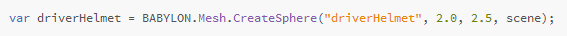 var driverHelmet = BABYLON.Mesh.CreateSphere("driverHelmet", 2.0, 2.5, scene);